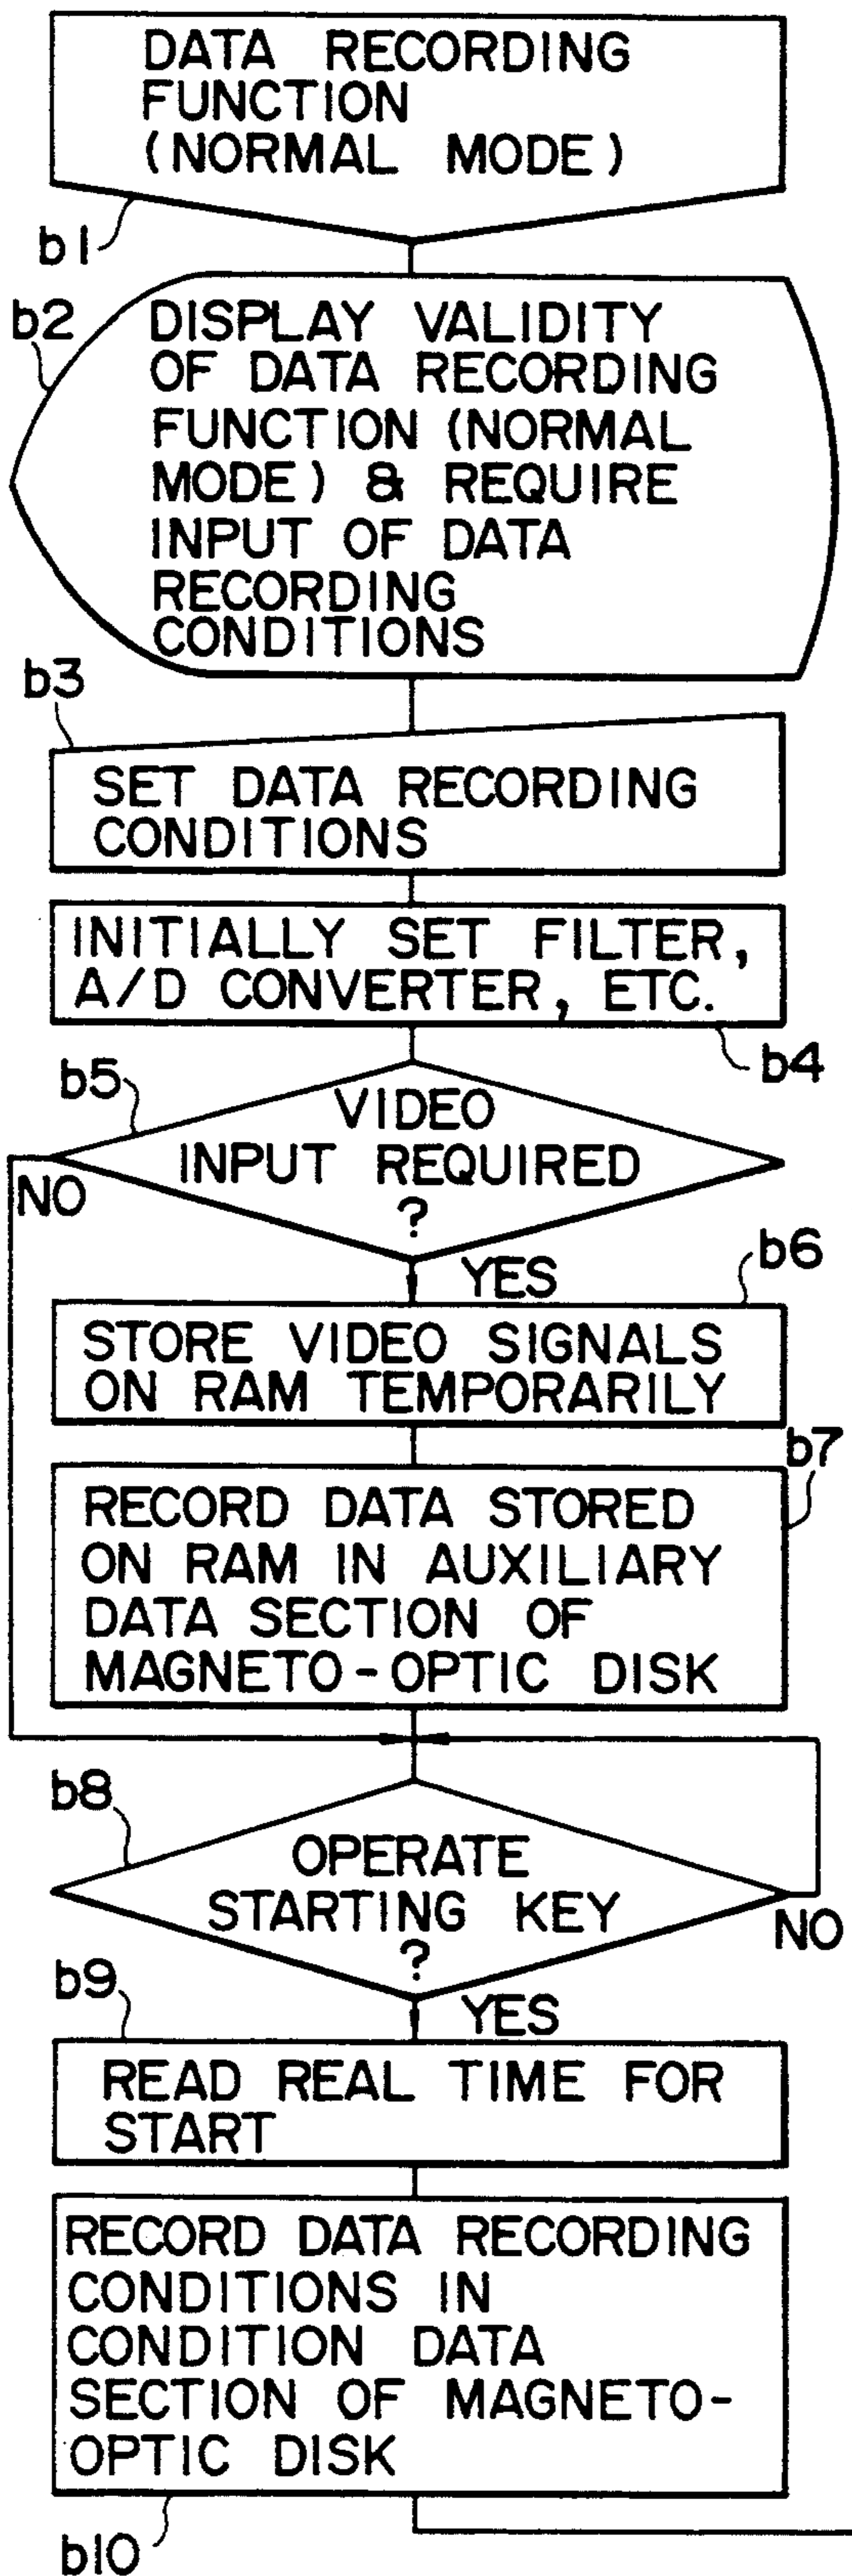 DATA RECORDING
FUNCTION
(NORMAL MODE)
b1
b2
DISPLAY VALIDITY
OF DATA RECORDING
FUNCTION (NORMAL
MODE) & REQUIRE
INPUT OF DATA
RECORDING
CONDITIONS
b3
SET DATA RECORDING
CONDITIONS
INITIALLY SET FILTER,
A/D CONVERTER, ETC.
b4
b5
VIDEO
INPUT REQUIRED
?
NO
YES
b6
STORE VIDEO SIGNALS
ON RAM TEMPORARILY
b7
RECORD DATA STORED
ON RAM IN AUXILIARY
DATA SECTION OF
MAGNETO-OPTIC DISK
b8
OPERATE
STARTING KEY
?
NO
YES
b9
READ REAL TIME FOR
START
RECORD DATA RECORDING
CONDITIONS IN
CONDITION DATA
SECTION OF MAGNETO-
OPTIC DISK
b10